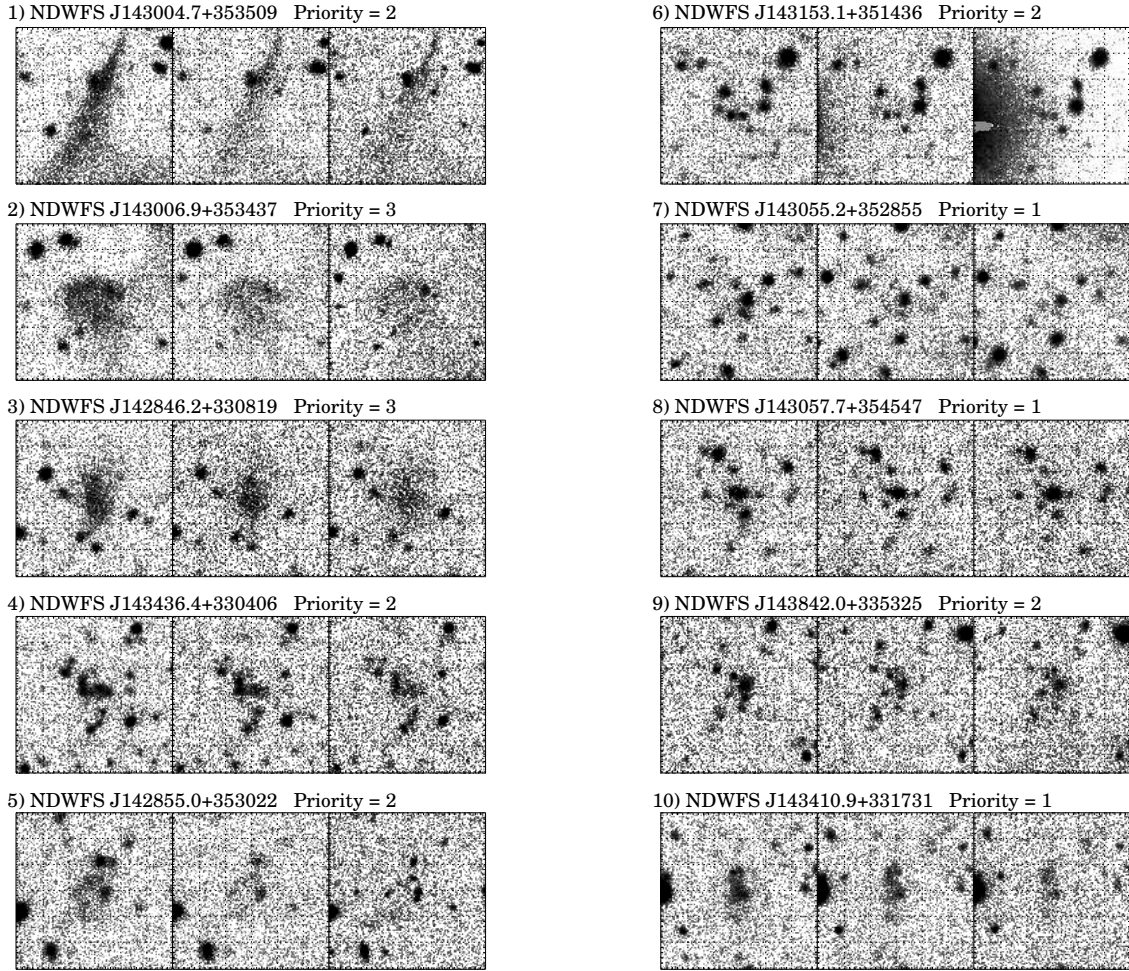 1) NDWFS J143004.7+353509 Priority = 2
2) NDWFS J143006.9+353437 Priority = 3
3) NDWFS J142846.2+330819 Priority = 3
4) NDWFS J143436.4+330406 Priority = 2
5) NDWFS J142855.0+353022 Priority = 2
6) NDWFS J143153.1+351436 Priority = 2
7) NDWFS J143055.2+352855 Priority = 1
8) NDWFS J143057.7+354547 Priority = 1
9) NDWFS J143842.0+335325 Priority = 2
10) NDWFS J143410.9+331731 Priority = 1